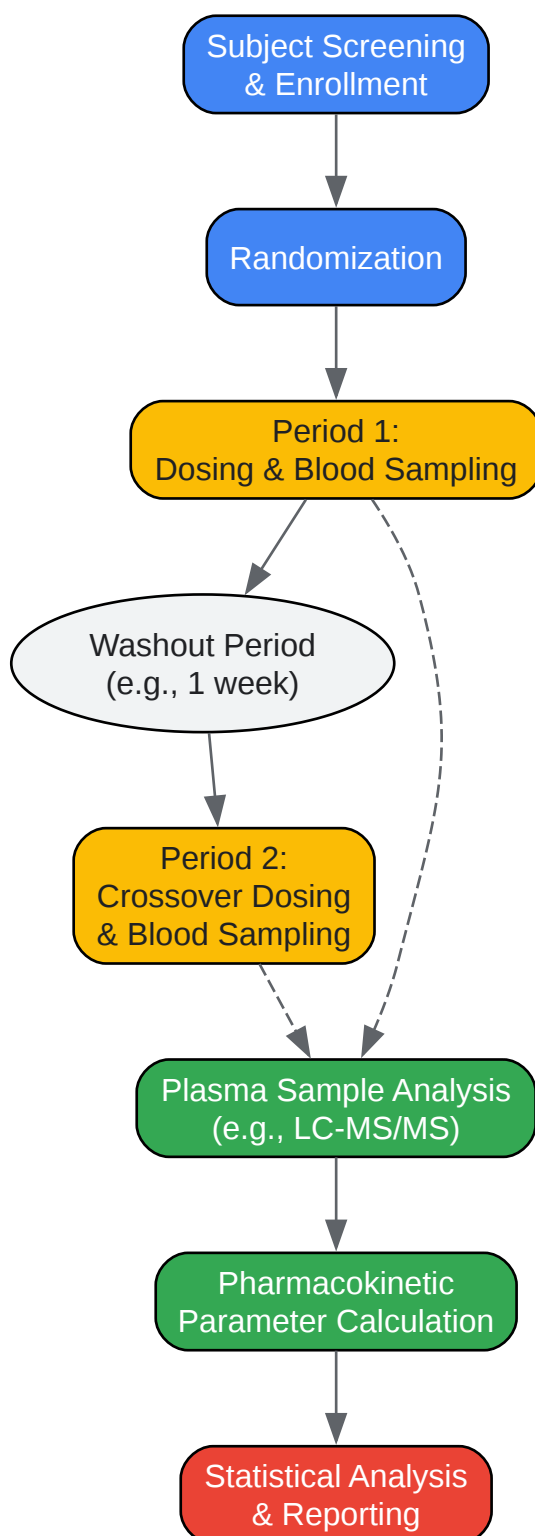 Subject Screening
& Enrollment
Randomization
Period 1:
Dosing & Blood Sampling
Washout Period
(e.g., 1 week)
Period 2:
Crossover Dosing
& Blood Sampling
Plasma Sample Analysis
(e.g., LC-MS/MS)
Pharmacokinetic
Parameter Calculation
Statistical Analysis
& Reporting